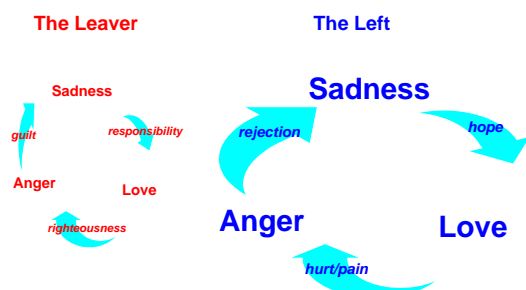 The Leaver
Sadness
guilt
responsibility
Anger
Love
righteousness
The Left
Sadness
rejection
hope
Anger
Love
hurt/pain